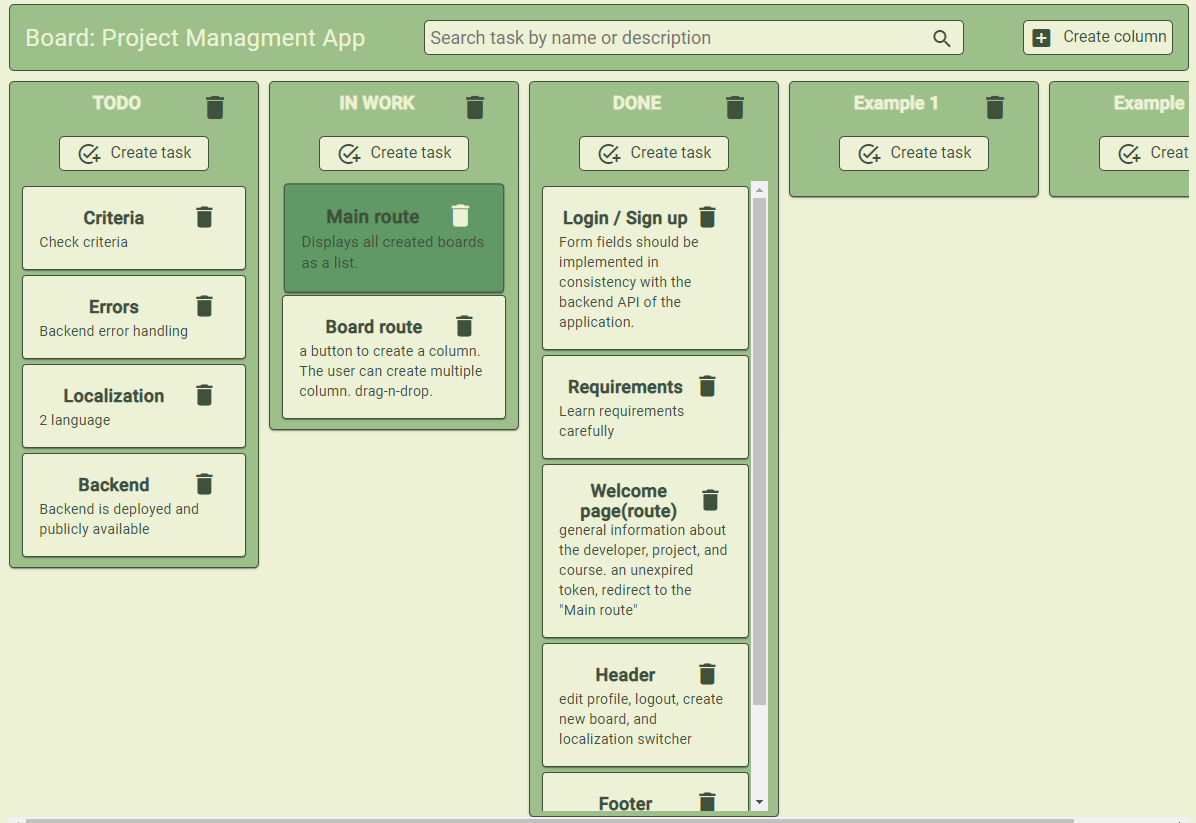 Board: Project Managment App
Search task by name or description
Create column
TODO
Create task
Criteria
Check criteria
Errors
Backend error handling
Localization
2 language
Backend
Backend is deployed and
publicly available
IN WORK
Create task
Main route
Displays all created boards
as a list.
Board route
a button to create a column.
The user can create multiple
column. drag-n-drop.
DONE
Create task
Login / Sign up
Form fields should be
implemented in
consistency with the
backend API of the
application.
Requirements
Learn requirements
carefully
Welcome
page(route)
general information about
the developer, project, and
course. an unexpired
token, redirect to the
"Main route"
Header
edit profile, logout, create
new board, and
localization switcher
Footer
Example 1
Create task
Example
Creat